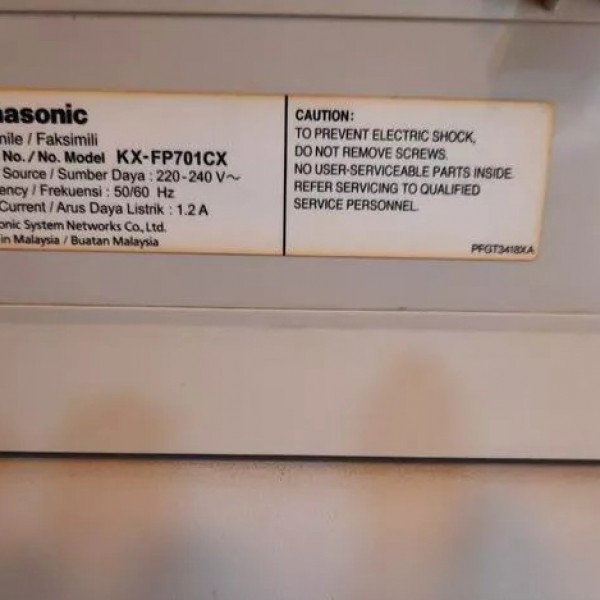 nasonic
nile / Faksimili
No./No. Model KX-FP701CX
Source / Sumber Daya : 220-240 V~
ency / Frekuensi : 50/60 Hz
Current / Arus Daya Listrik : 1.2 A
onic System Networks Co., Ltd.
in Malaysia / Buatan Malaysia
CAUTION:
TO PREVENT ELECTRIC SHOCK,
DO NOT REMOVE SCREWS.
NO USER-SERVICEABLE PARTS INSIDE.
REFER SERVICING TO QUALIFIED
SERVICE PERSONNEL.
PFGT3418XA